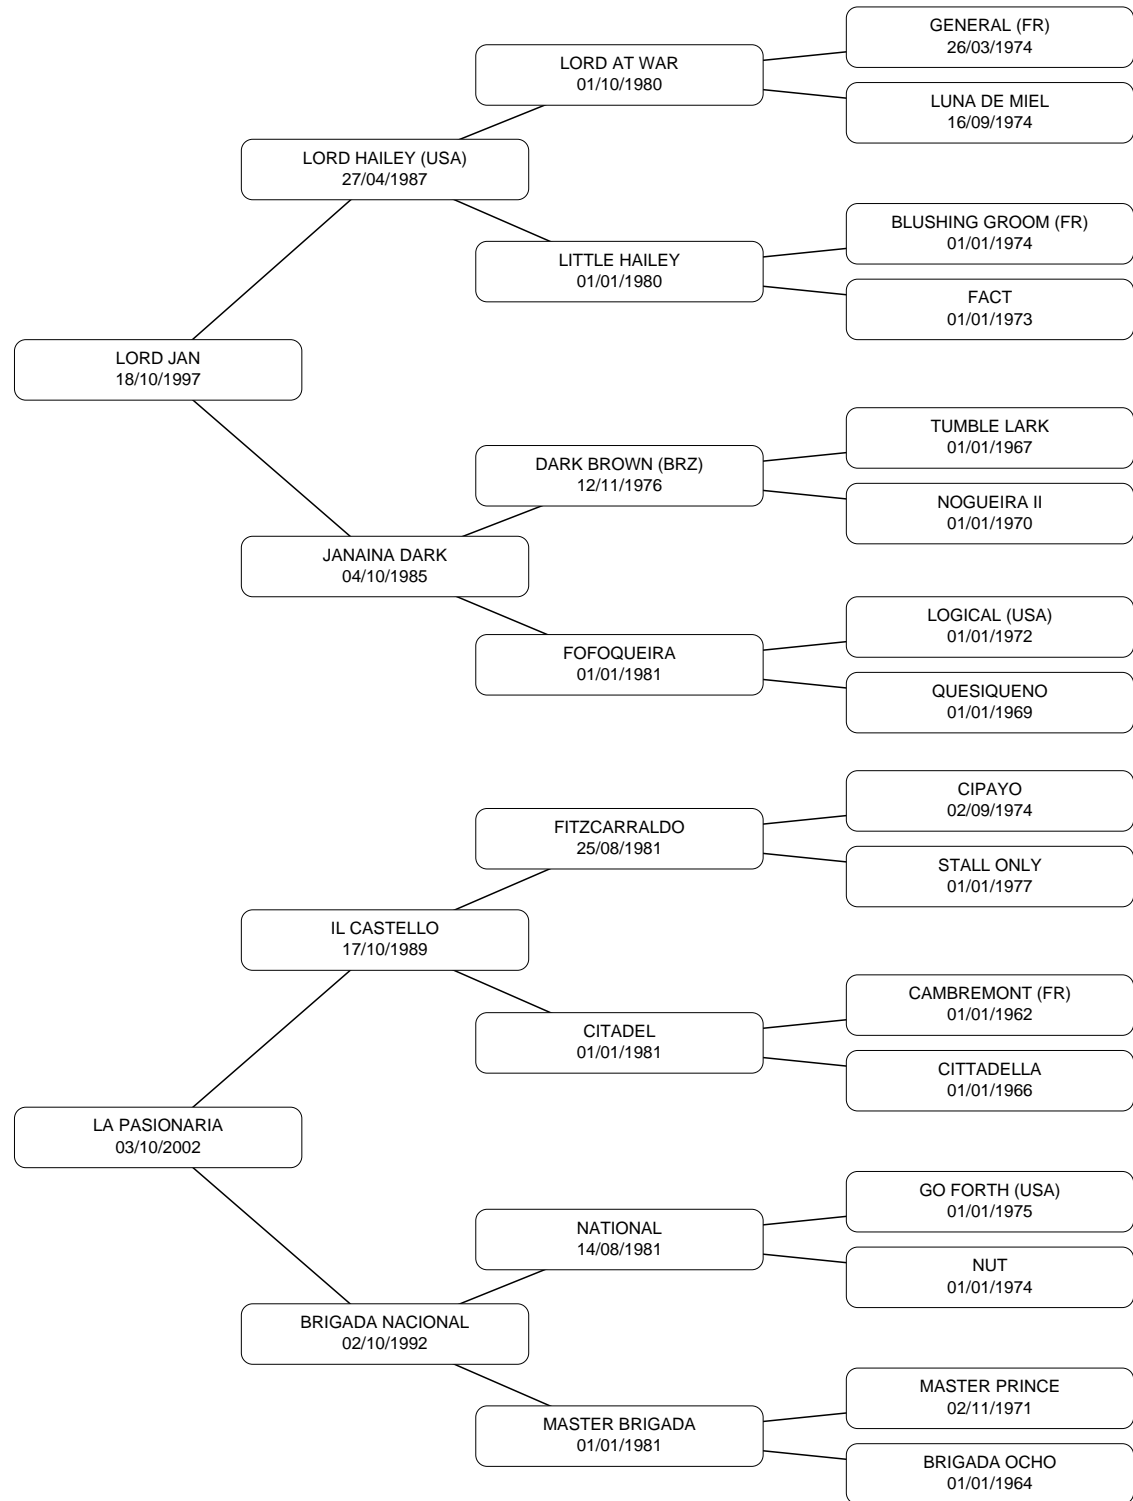 GENERAL (FR)
26/03/1974
LORD AT WAR
01/10/1980
LUNA DE MIEL
16/09/1974
LORD HAILEY (USA)
27/04/1987
BLUSHING GROOM (FR)
01/01/1974
LITTLE HAILEY
01/01/1980
FACT
01/01/1973
LORD JAN
18/10/1997
TUMBLE LARK
01/01/1967
DARK BROWN (BRZ)
12/11/1976
NOGUEIRA II
01/01/1970
JANAINA DARK
04/10/1985
LOGICAL (USA)
01/01/1972
FOFOQUEIRA
01/01/1981
QUESIQUENO
01/01/1969
CIPAYO
02/09/1974
FITZCARRALDO
25/08/1981
STALL ONLY
01/01/1977
IL CASTELLO
17/10/1989
CAMBREMONT (FR)
01/01/1962
CITADEL
01/01/1981
CITTADELLA
01/01/1966
LA PASIONARIA
03/10/2002
GO FORTH (USA)
01/01/1975
NATIONAL
14/08/1981
NUT
01/01/1974
BRIGADA NACIONAL
02/10/1992
MASTER PRINCE
02/11/1971
MASTER BRIGADA
01/01/1981
BRIGADA OCHO
01/01/1964